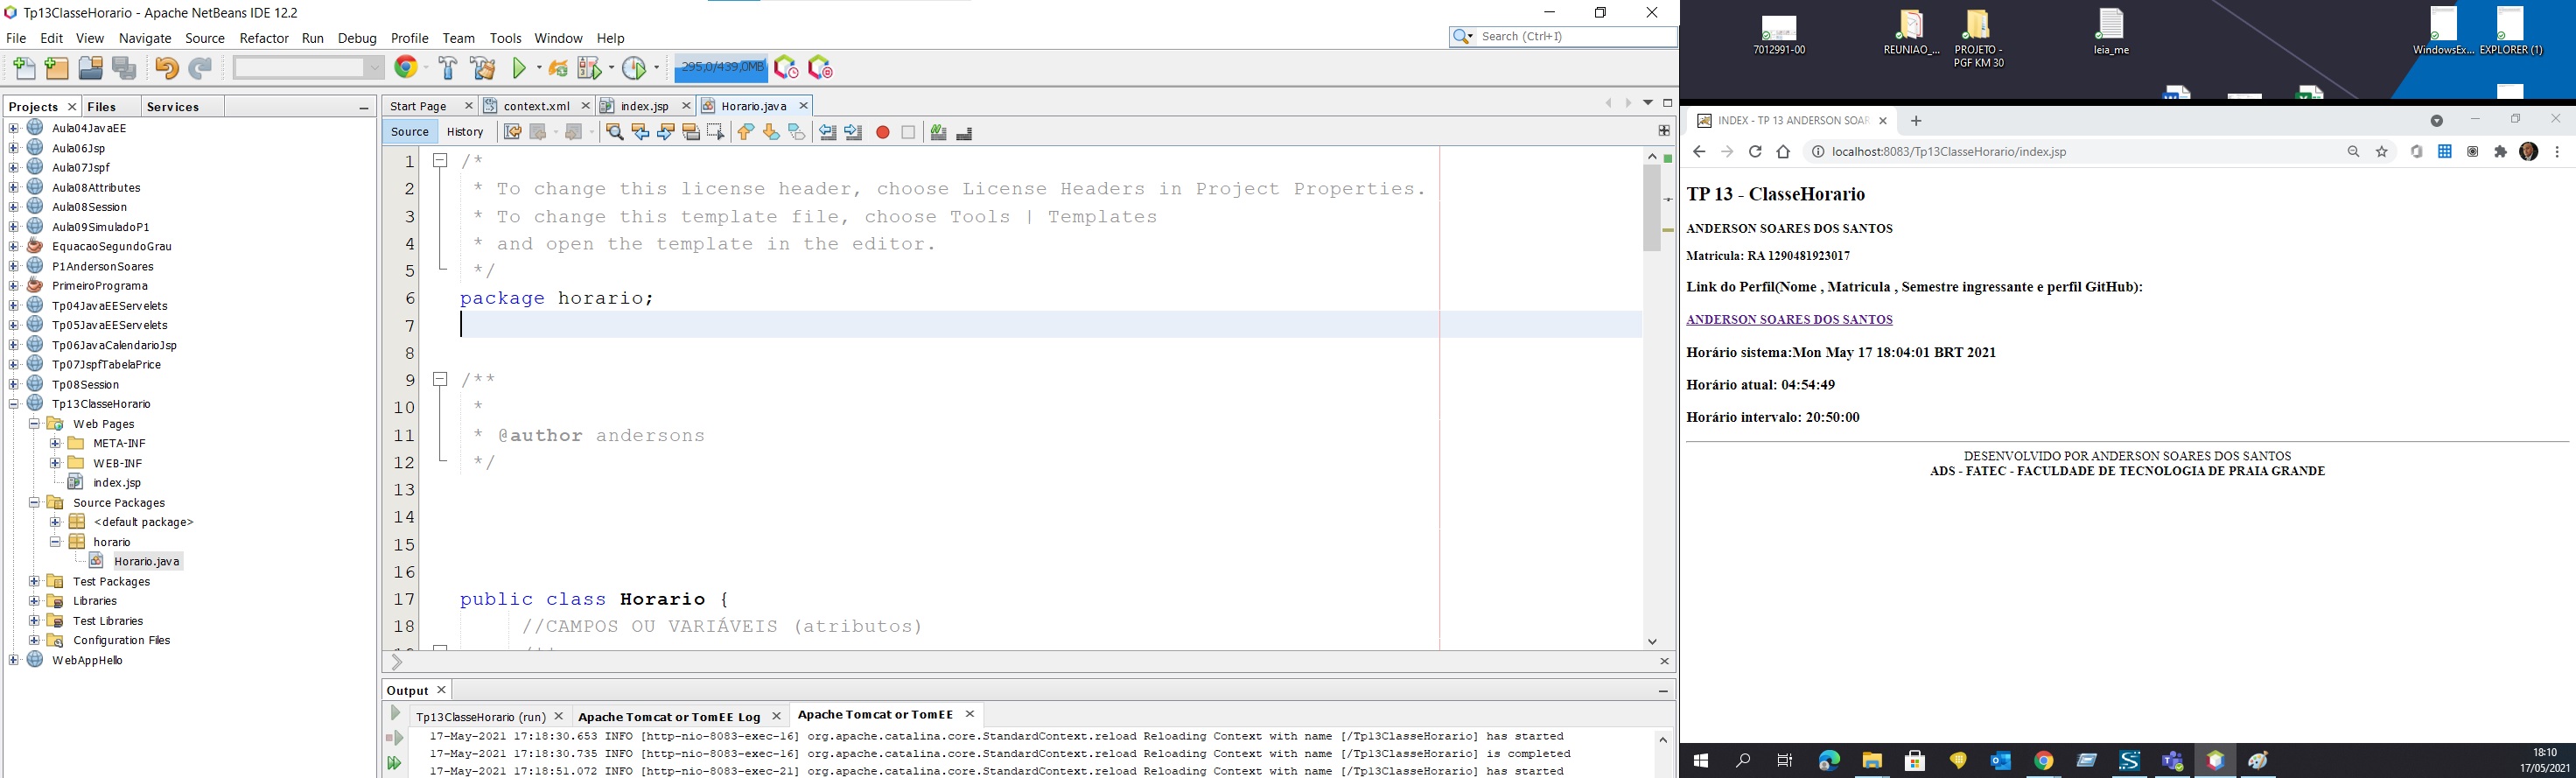 Tp13ClasseHorario - Apache NetBeans IDE 12.2
File Edit View Navigate Source Refactor Run Debug Profile Team Tools Window Help
Search (Ctrl+I)
295,0/439,0MB
Projects
Files
Services
Aula04JavaEE
Aula06Jsp
Aula07Jspf
Aula08Attributes
Aula08Session
Aula09SimuladoP1
EquacaoSegundoGrau
P1AndersonSoares
PrimeiroPrograma
Tp04JavaEEServelets
Tp05JavaEEServelets
Tp06JavaCalendarioJsp
Tp07JspfTabelaPrice
Tp08Session
Tp13ClasseHorario
Web Pages
META-INF
WEB-INF
index.jsp
Source Packages
<default package>
horario
Horario.java
Test Packages
Libraries
Test Libraries
Configuration Files
WebAppHello
Start Page
context.xml
index.jsp
Horario.java
Source
History
1 /*
2 * To change this license header, choose License Headers in Project Properties.
3 * To change this template file, choose Tools | Templates
4 * and open the template in the editor.
5 */
6 package horario;
7
8
9 /**
10 *
11 * @author andersons
12 */
13
14
15
16
17 public class Horario {
18 //CAMPOS OU VARIÁVEIS (atributos)
Output
Tp13ClasseHorario (run)
Apache Tomcat or TomEE Log
Apache Tomcat or TomEE
17-May-2021 17:18:30.653 INFO [http-nio-8083-exec-16] org.apache.catalina.core.StandardContext.reload Reloading Context with name [/Tp13ClasseHorario] has started
17-May-2021 17:18:30.735 INFO [http-nio-8083-exec-16] org.apache.catalina.core.StandardContext.reload Reloading Context with name [/Tp13ClasseHorario] is completed
17-May-2021 17:18:51.072 INFO [http-nio-8083-exec-21] org.apache.catalina.core.StandardContext.reload Reloading Context with name [/Tp13ClasseHorario] has started
7012991-00
REUNIAO_...
PROJETO -
PGF KM 30
leia_me
WindowsEx...
EXPLORER (1)
INDEX - TP 13 ANDERSON SOAR
localhost:8083/Tp13ClasseHorario/index.jsp
TP 13 - ClasseHorario
ANDERSON SOARES DOS SANTOS
Matricula: RA 1290481923017
Link do Perfil(Nome , Matricula , Semestre ingressante e perfil GitHub):
ANDERSON SOARES DOS SANTOS
Horário sistema:Mon May 17 18:04:01 BRT 2021
Horário atual: 04:54:49
Horário intervalo: 20:50:00
DESENVOLVIDO POR ANDERSON SOARES DOS SANTOS
ADS - FATEC - FACULDADE DE TECNOLOGIA DE PRAIA GRANDE
18:10
17/05/2021